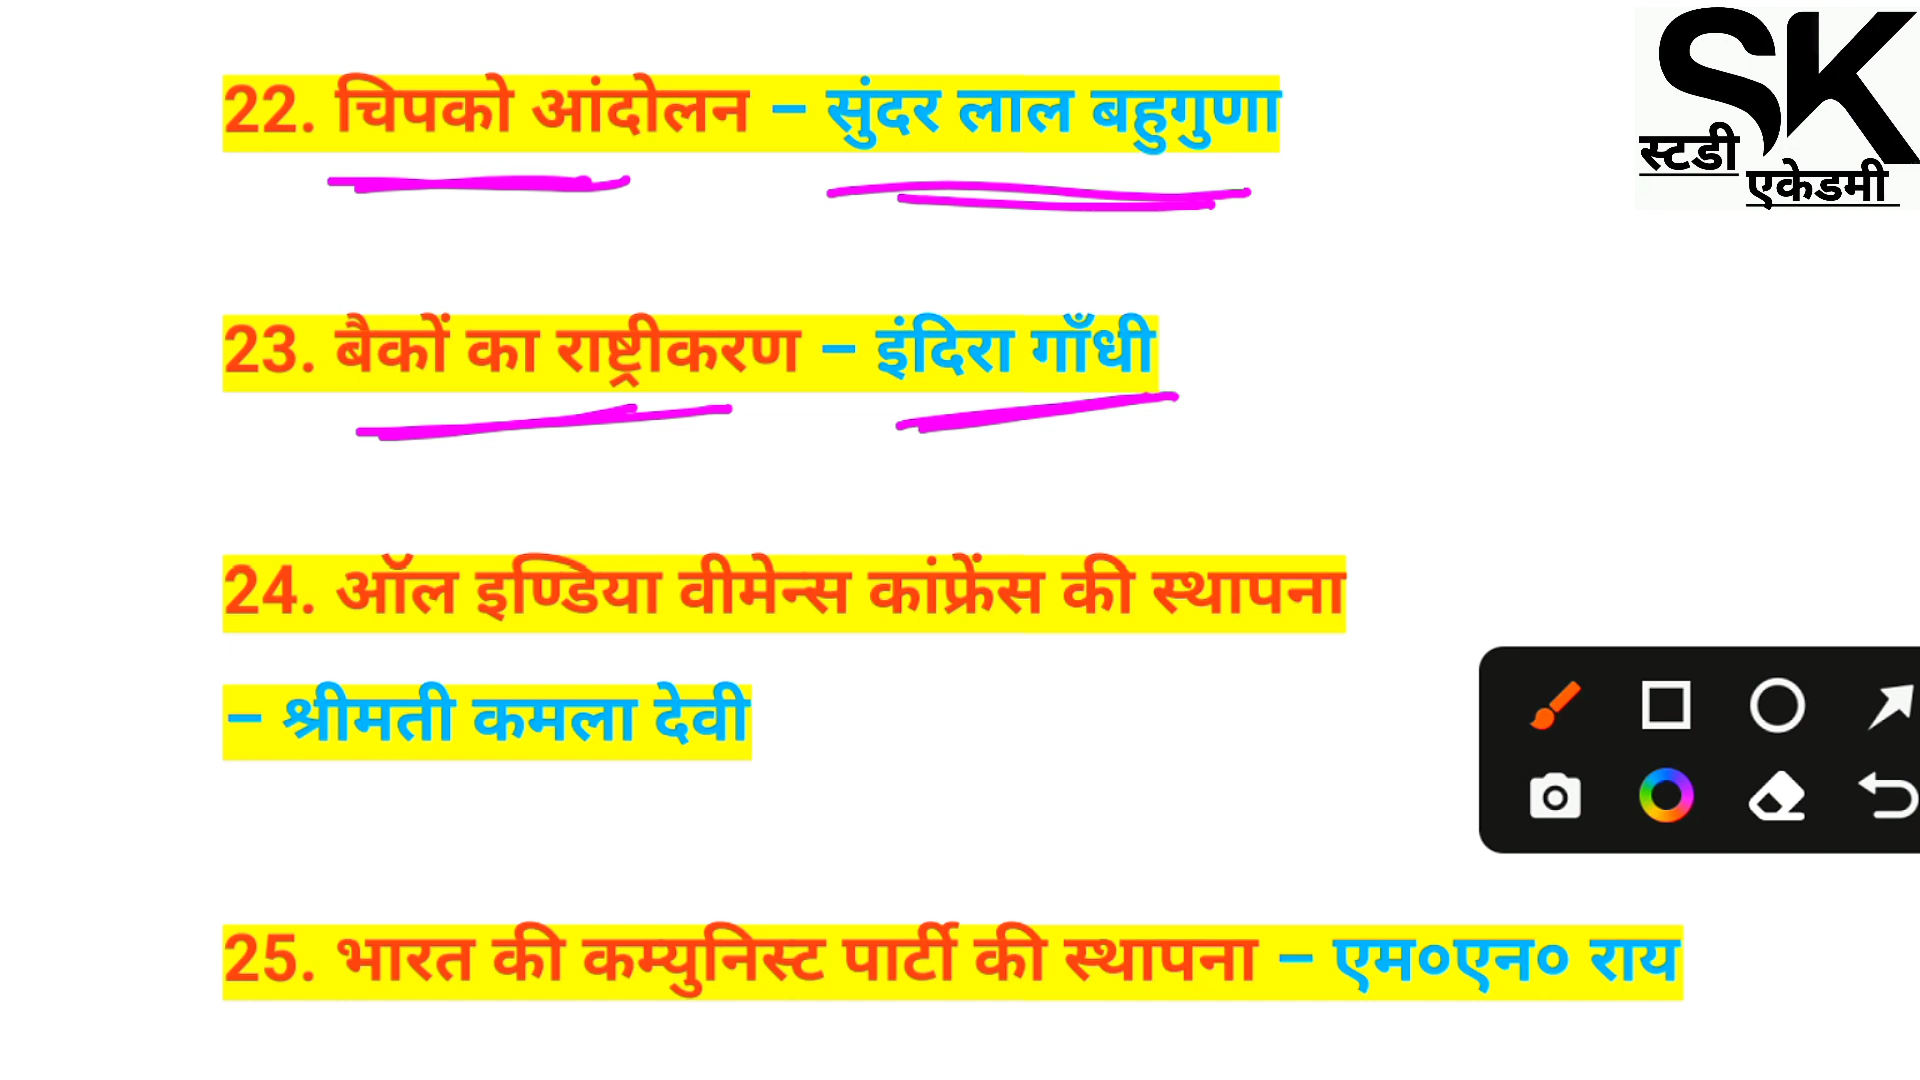 SK
स्टडी
एकेडमी
22. चिपको आंदोलन – सुंदर लाल बहुगुणा
23. बैकों का राष्ट्रीकरण – इंदिरा गाँधी
24. ऑल इण्डिया वीमेन्स कांफ्रेंस की स्थापना
– श्रीमती कमला देवी
25. भारत की कम्युनिस्ट पार्टी की स्थापना – एम०एन० राय